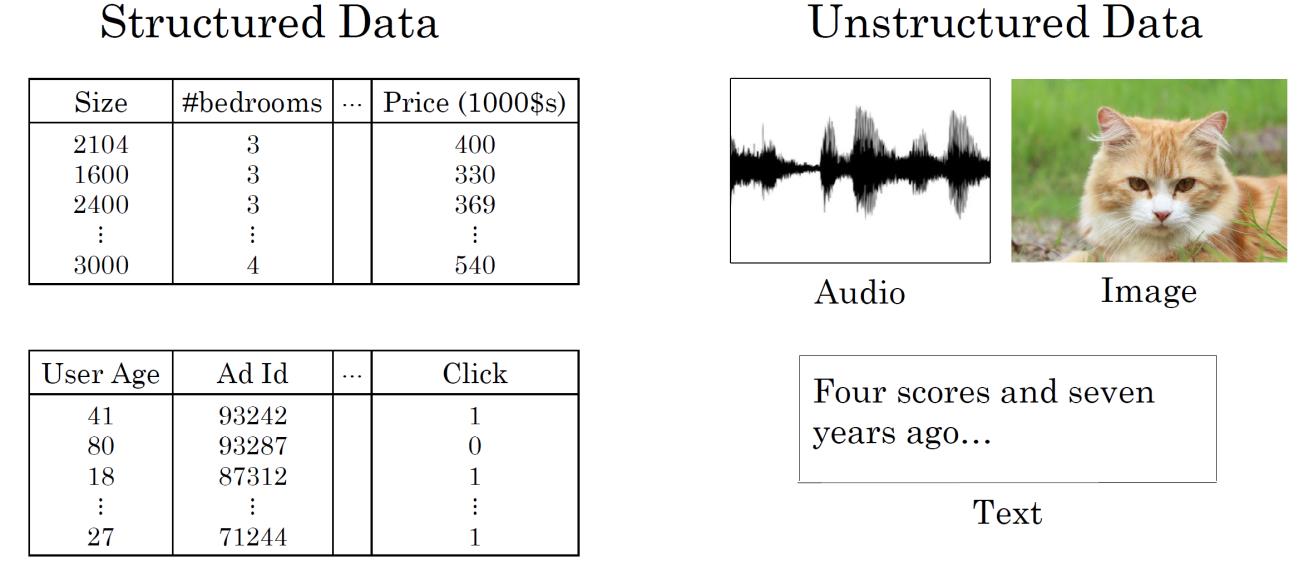 Structured Data
Size #bedrooms ... Price (1000$s)
2104 3 400
1600 3 330
2400 3 369
⋮ ⋮ ⋮
3000 4 540
User Age Ad Id ... Click
41 93242 1
80 93287 0
18 87312 1
⋮ ⋮ ⋮
27 71244 1
Unstructured Data
Audio
Image
Four scores and seven
years ago...
Text